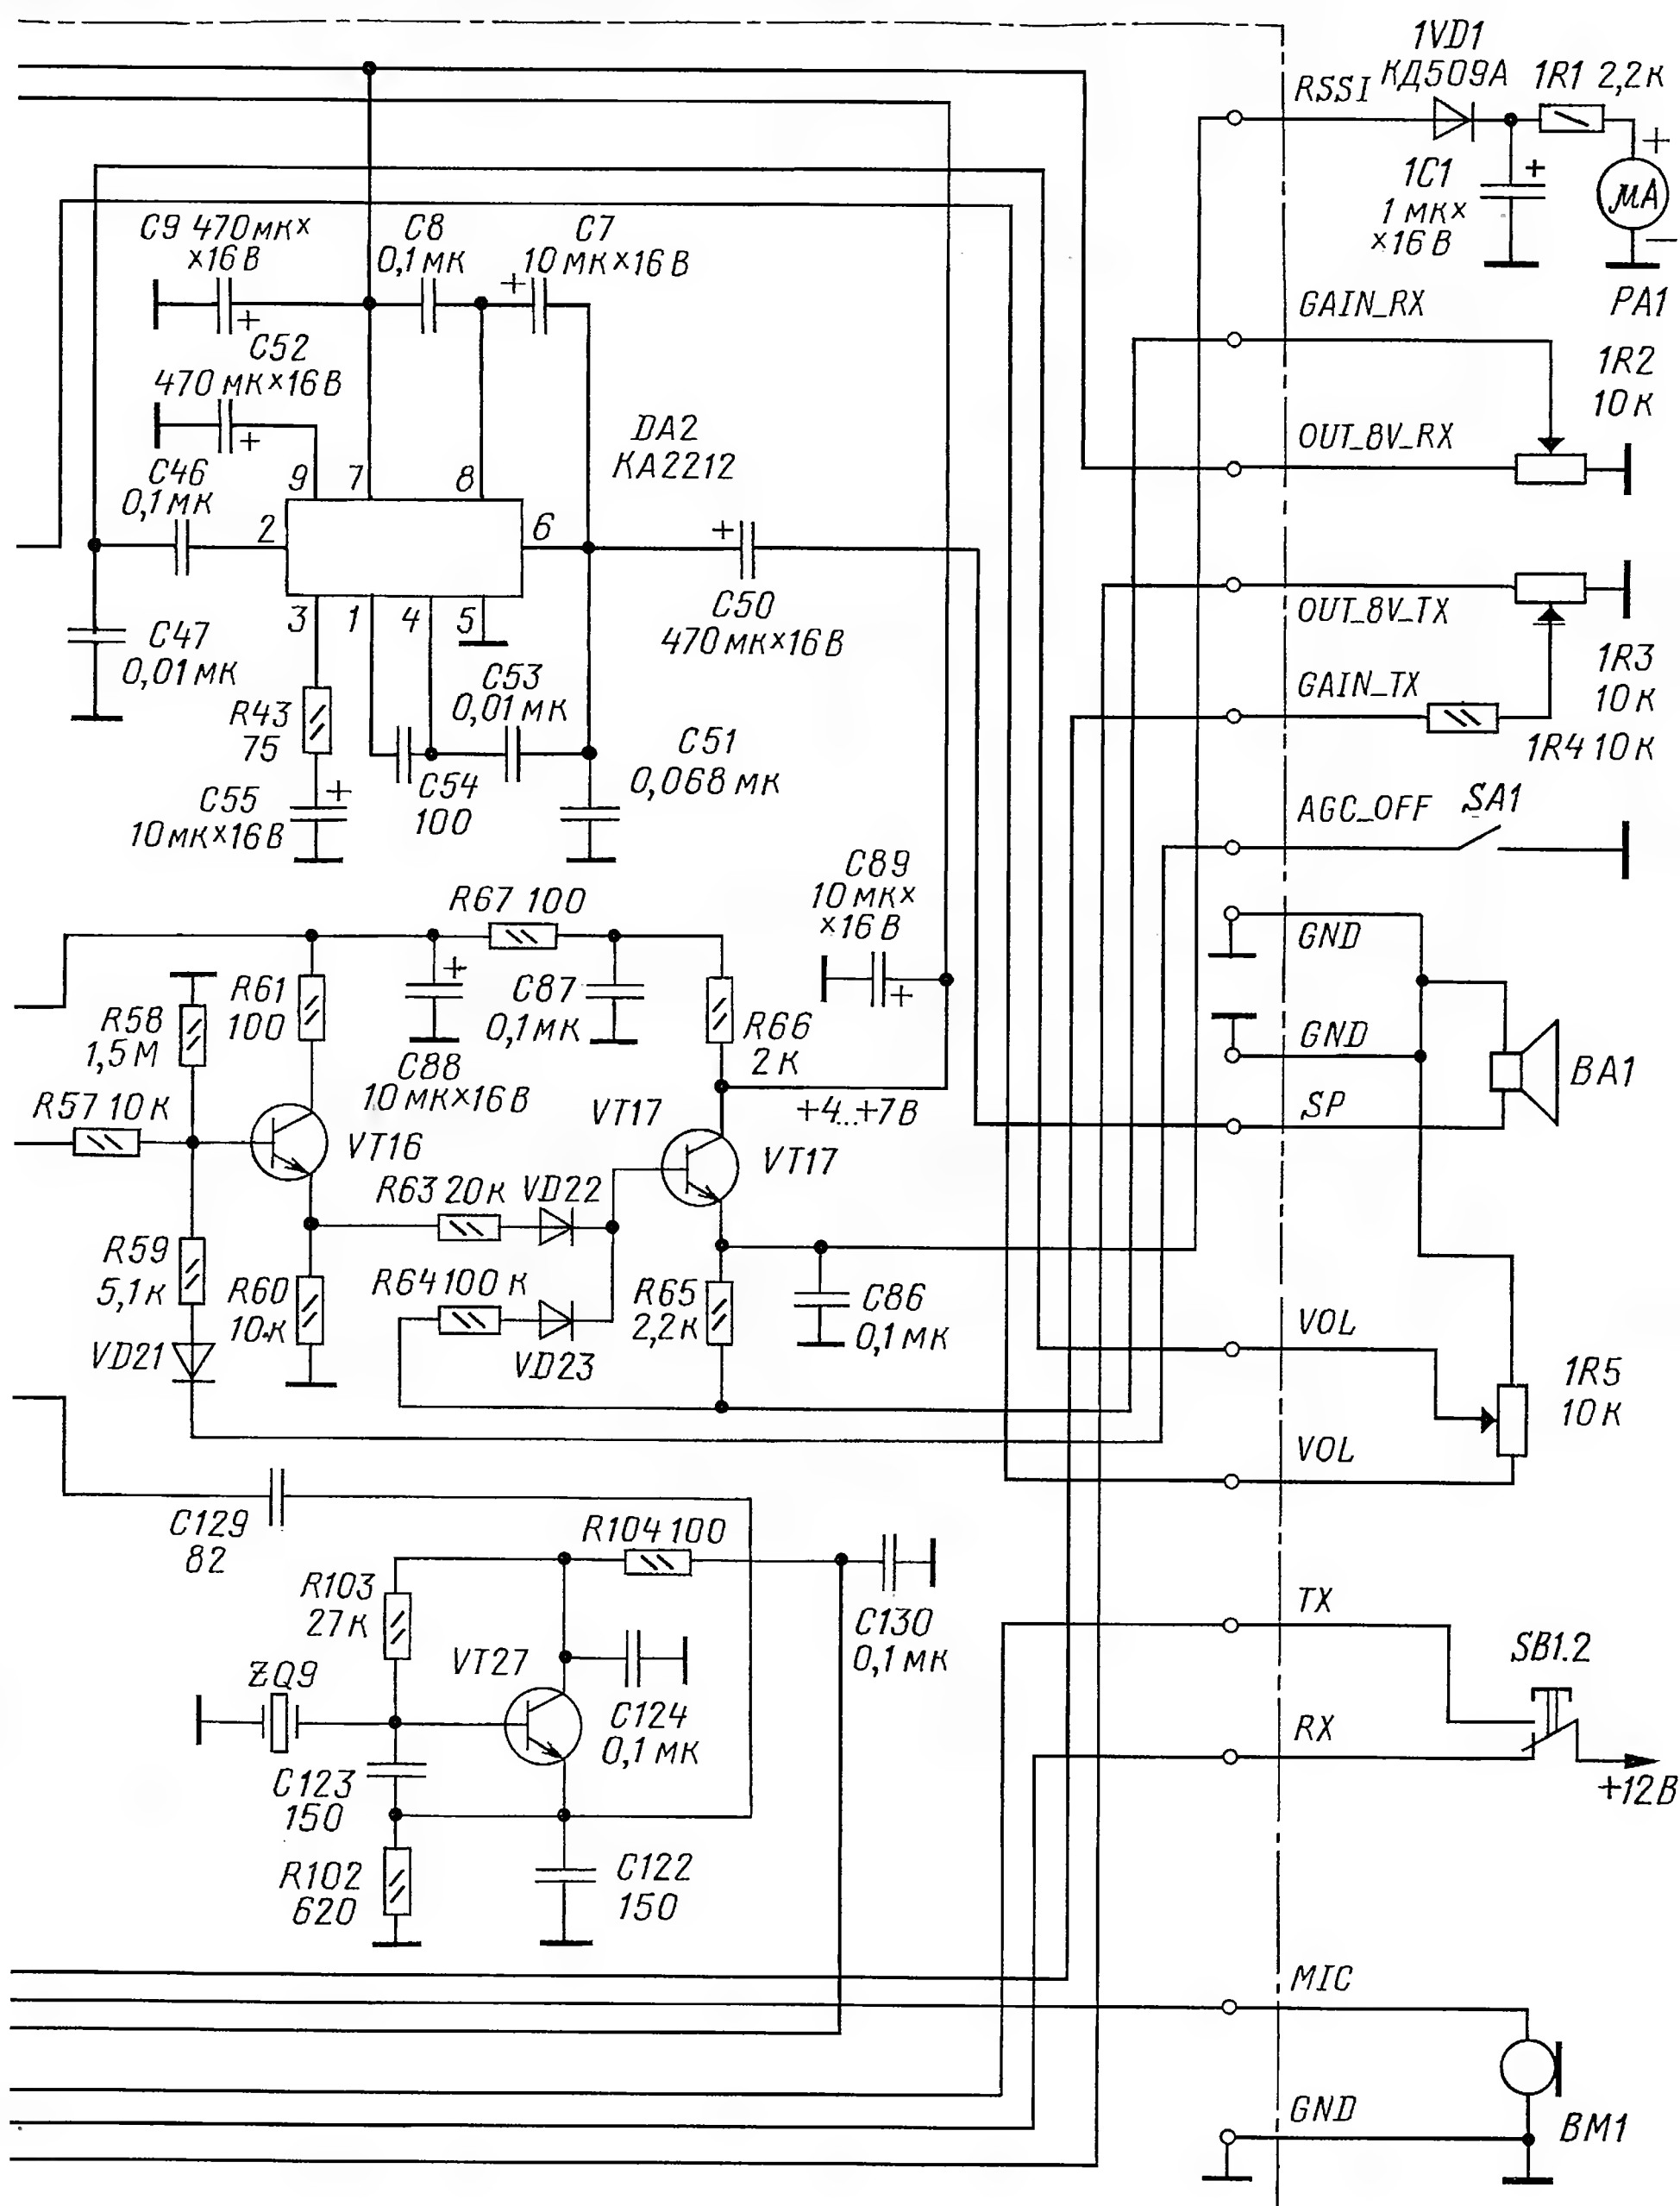 1VD1
КД509А
1R1 2,2к
RSSI
+
1C1
1 мк×
×16 В
+
μA
−
PA1
C9 470мк×
×16 В
+
C8
0,1 мк
C7
10 мк×16 В
+
C52
470 мк×16 В
+
GAIN_RX
1R2
10 к
DA2
KA2212
OUT_8V_RX
C46
0,1 мк
9
7
8
2
6
3
1
4
5
+
C50
470 мк×16 В
C47
0,01 мк
OUT_8V_TX
1R3
10 к
GAIN_TX
1R4 10 к
R43
75
C53
0,01 мк
C51
0,068 мк
C54
100
C55
10 мк×16 В
+
AGC_OFF
SA1
R67 100
C89
10 мк×
×16 В
+
GND
R61
100
R58
1,5 М
+
C87
0,1 мк
R66
2 к
C88
10 мк×16 В
GND
BA1
R57 10 к
VT16
VT17
+4...+7 В
VT17
SP
R63 20 к
VD22
R59
5,1 к
R60
10 к
R64 100 к
VD23
R65
2,2 к
C86
0,1 мк
VD21
VOL
1R5
10 к
VOL
C129
82
R104 100
R103
27 к
C130
0,1 мк
TX
SB1.2
ZQ9
VT27
C124
0,1 мк
RX
+12В
C123
150
R102
620
C122
150
MIC
GND
BM1